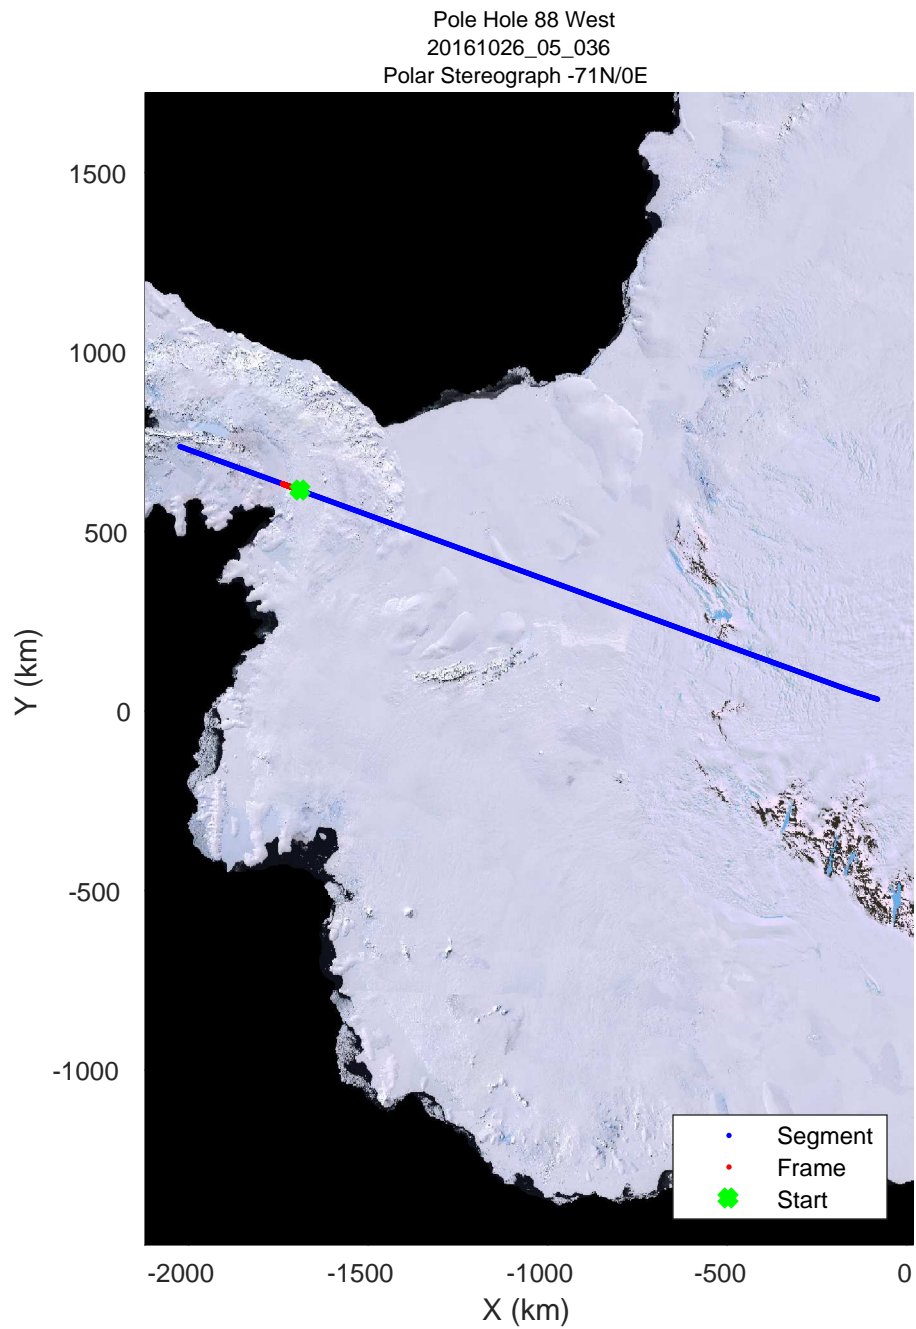 Pole Hole 88 West
20161026_05_036
Polar Stereograph -71N/0E
1500
1000
500
0
-500
-1000
Y (km)
-2000 -1500 -1000 -500 0
X (km)
Segment
Frame
Start